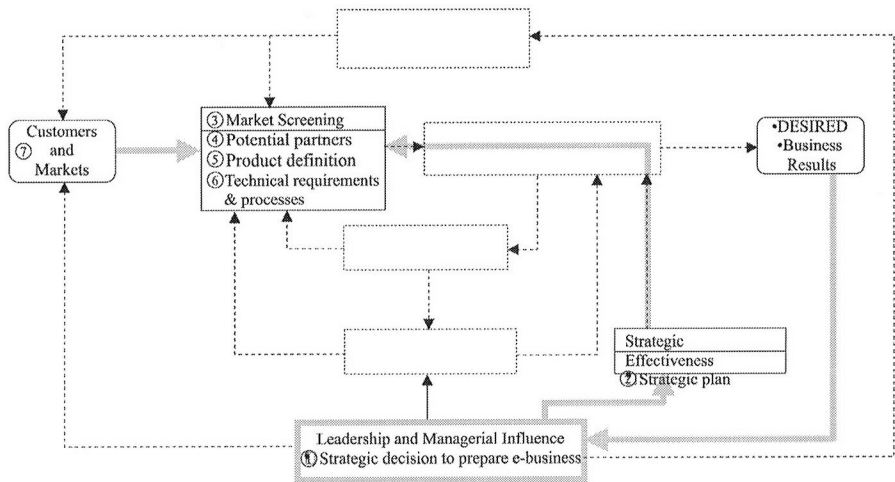 ③ Market Screening
④ Potential partners
⑤ Product definition
⑥ Technical requirements
& processes
Customers
⑦ and
Markets
•DESIRED
•Business
Results
Strategic
Effectiveness
② Strategic plan
Leadership and Managerial Influence
① Strategic decision to prepare e-business